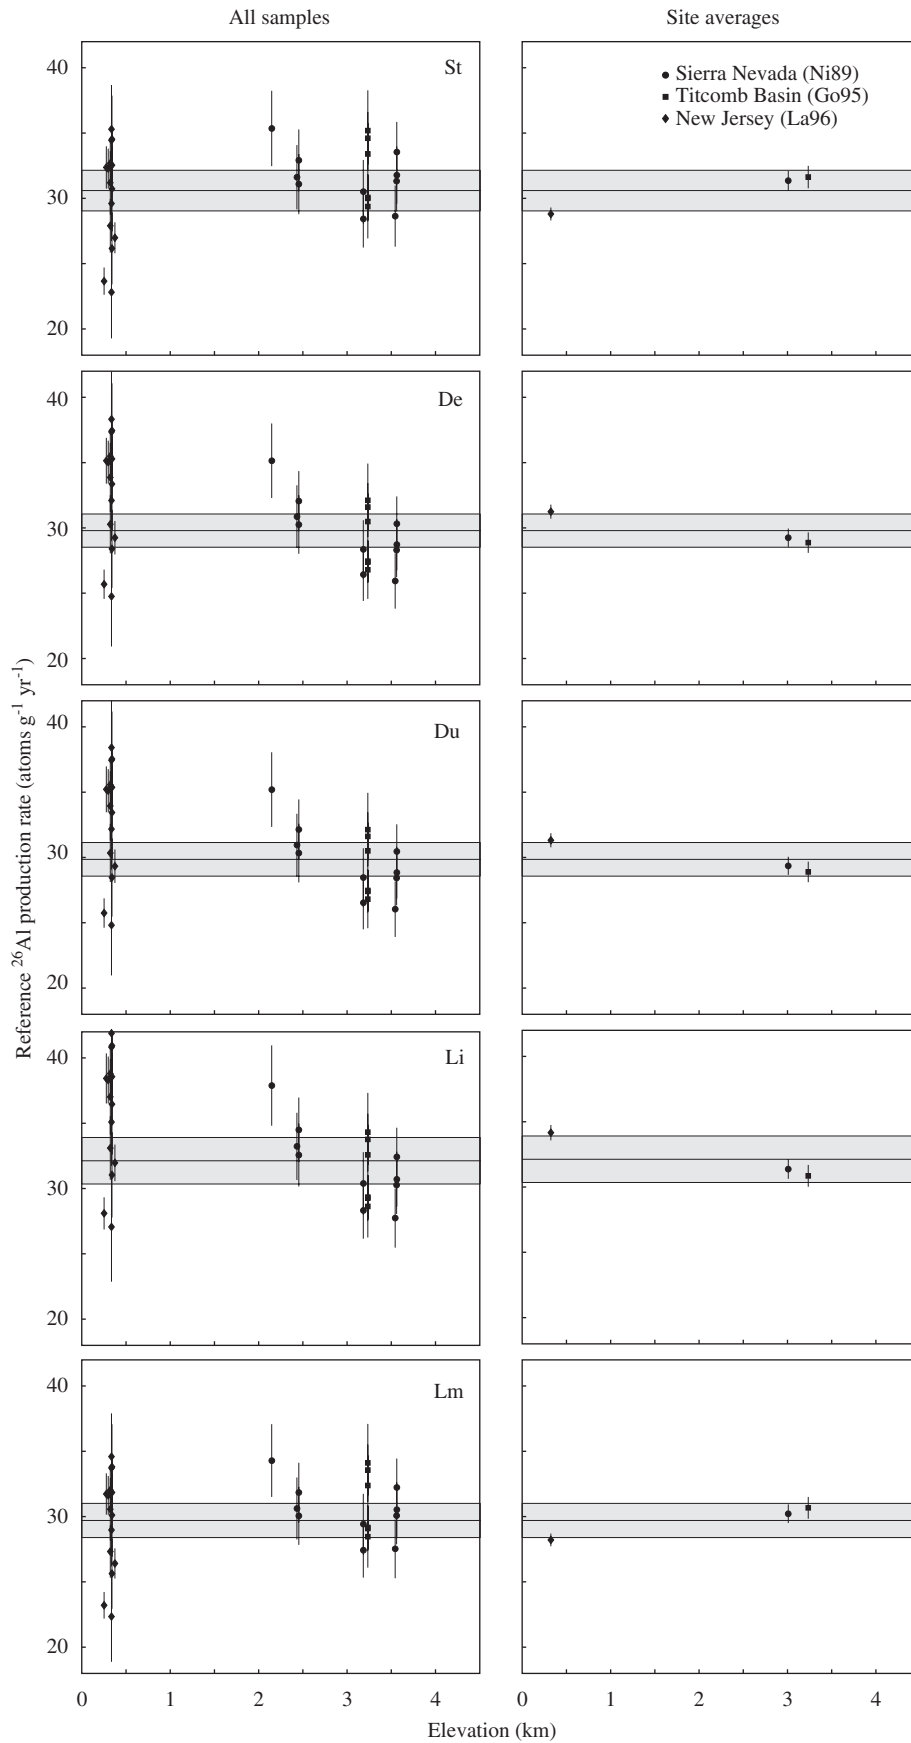 All samples
Site averages
40
30
20
St
Sierra Nevada (Ni89)
Titcomb Basin (Go95)
New Jersey (La96)
40
30
20
De
40
30
20
Du
40
30
20
Li
40
30
20
Lm
Reference ²⁶Al production rate (atoms g⁻¹ yr⁻¹)
0 1 2 3 4
0 1 2 3 4
Elevation (km)